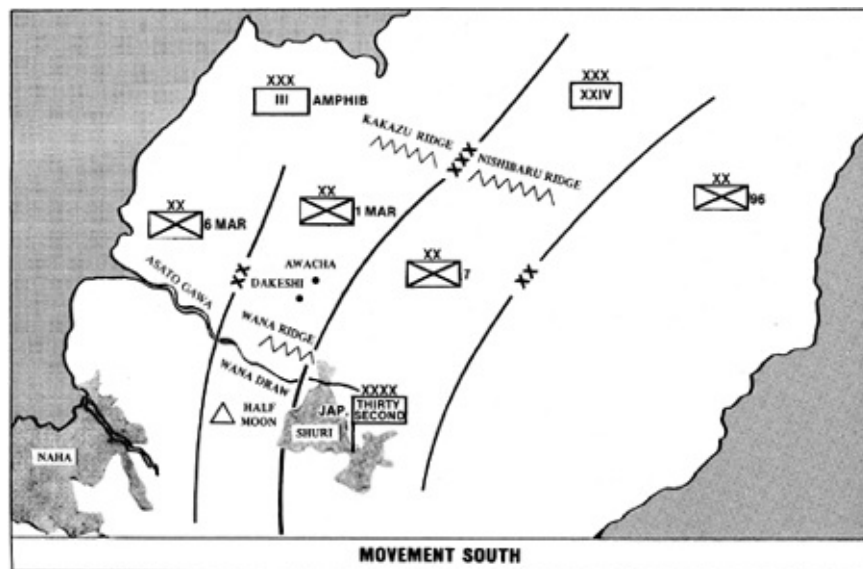 XXX
III AMPHIB
XXX
XXIV
KAKAZU RIDGE
XXX
NISHIBARU RIDGE
XX
6 MAR
XX
1 MAR
XX
96
XX
7
XX
XX
ASATO GAWA
AWACHA
DAKESHI
WANA RIDGE
WANA DRAW
XXXX
JAP. THIRTY
SECOND
HALF
MOON
SHURI
NAHA
MOVEMENT SOUTH